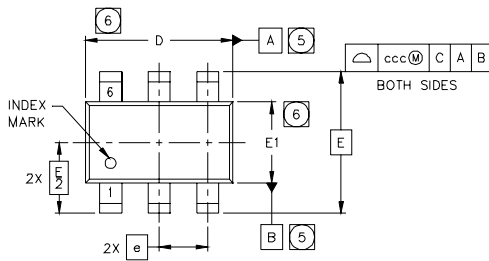 6
D
A 5
ccc Ⓜ C A B
BOTH SIDES
6
INDEX
MARK
6
E1
E
2X E
2
1
B 5
2X e